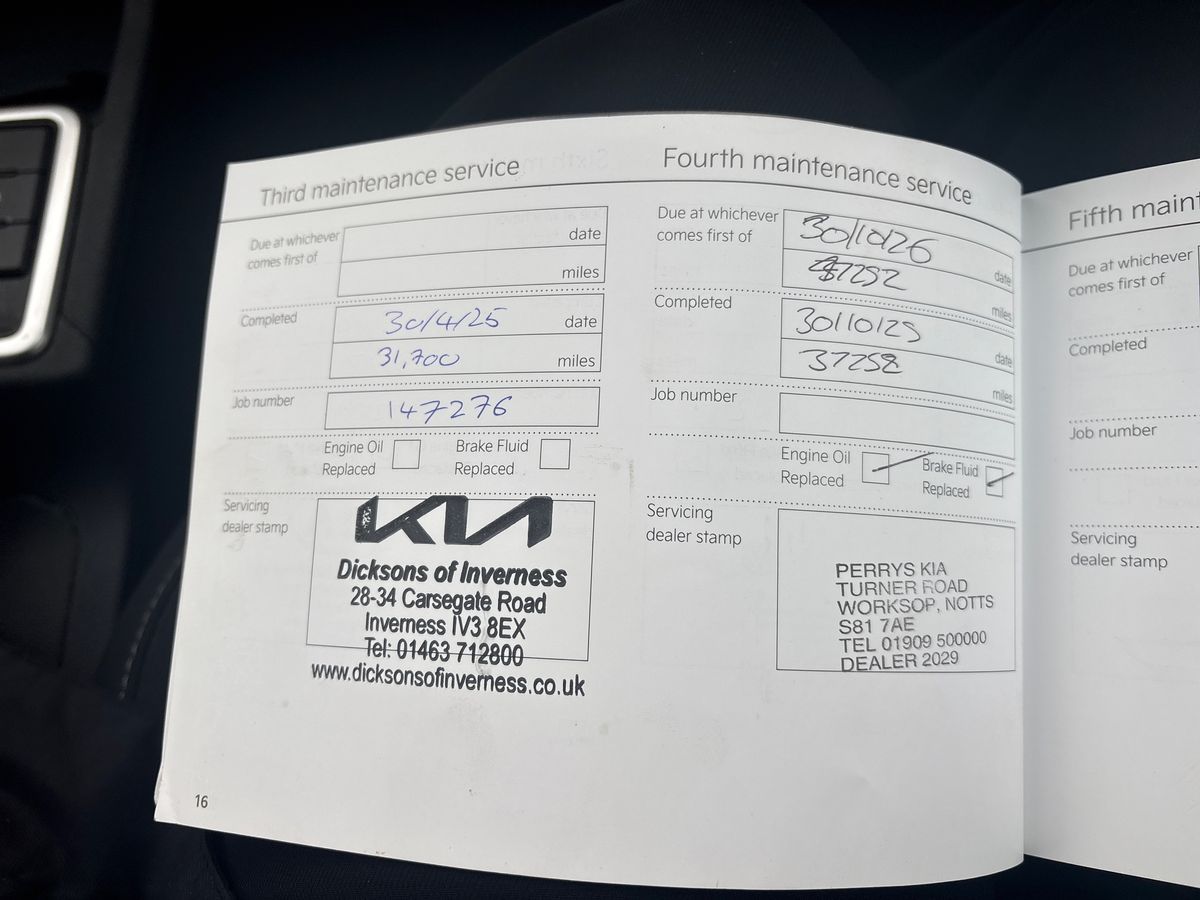 Third maintenance service
Due at whichever
comes first of
date
miles
Completed
30/4/25 date
31,700 miles
Job number
147276
Engine Oil
Replaced
Brake Fluid
Replaced
Servicing
dealer stamp
KIA
Dicksons of Inverness
28-34 Carsegate Road
Inverness IV3 8EX
Tel: 01463 712800
www.dicksonsofinverness.co.uk
16
Fourth maintenance service
Due at whichever
comes first of
30/10/26 date
miles
Completed
30/10/25 date
37258 miles
Job number
Engine Oil
Replaced
Brake Fluid
Replaced
Servicing
dealer stamp
PERRYS KIA
TURNER ROAD
WORKSOP, NOTTS
S81 7AE
TEL 01909 500000
DEALER 2029
Fifth maint
Due at whichever
comes first of
Completed
Job number
Servicing
dealer stamp